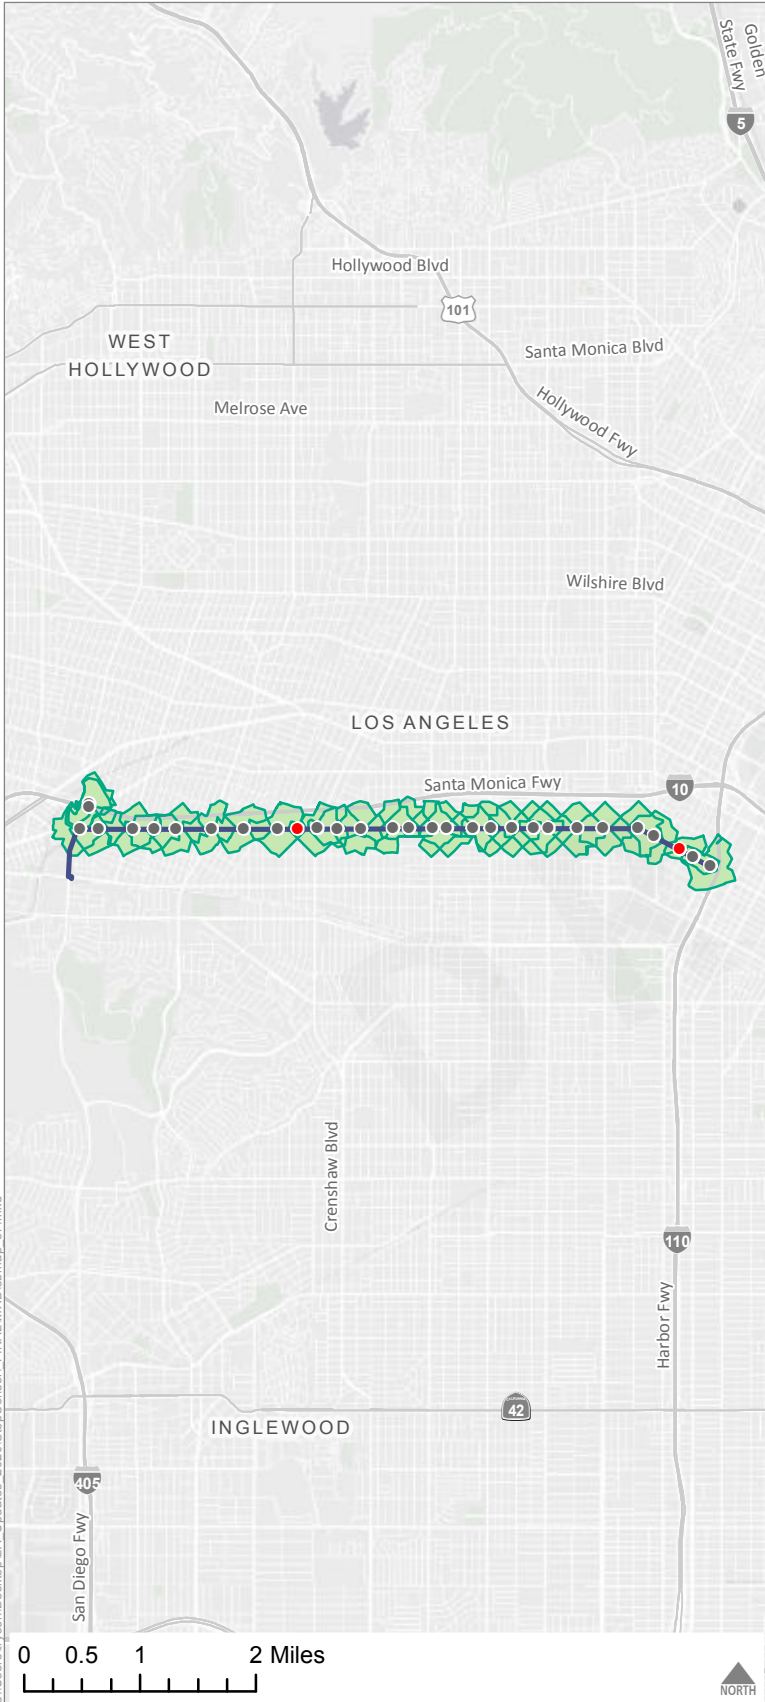 Golden
State Fwy
5
Hollywood Blvd
101
WEST
HOLLYWOOD
Santa Monica Blvd
Melrose Ave
Hollywood Fwy
Wilshire Blvd
LOS ANGELES
Santa Monica Fwy
10
Crenshaw Blvd
110
Harbor Fwy
42
INGLEWOOD
405
San Diego Fwy
0 0.5 1 2 Miles
NORTH